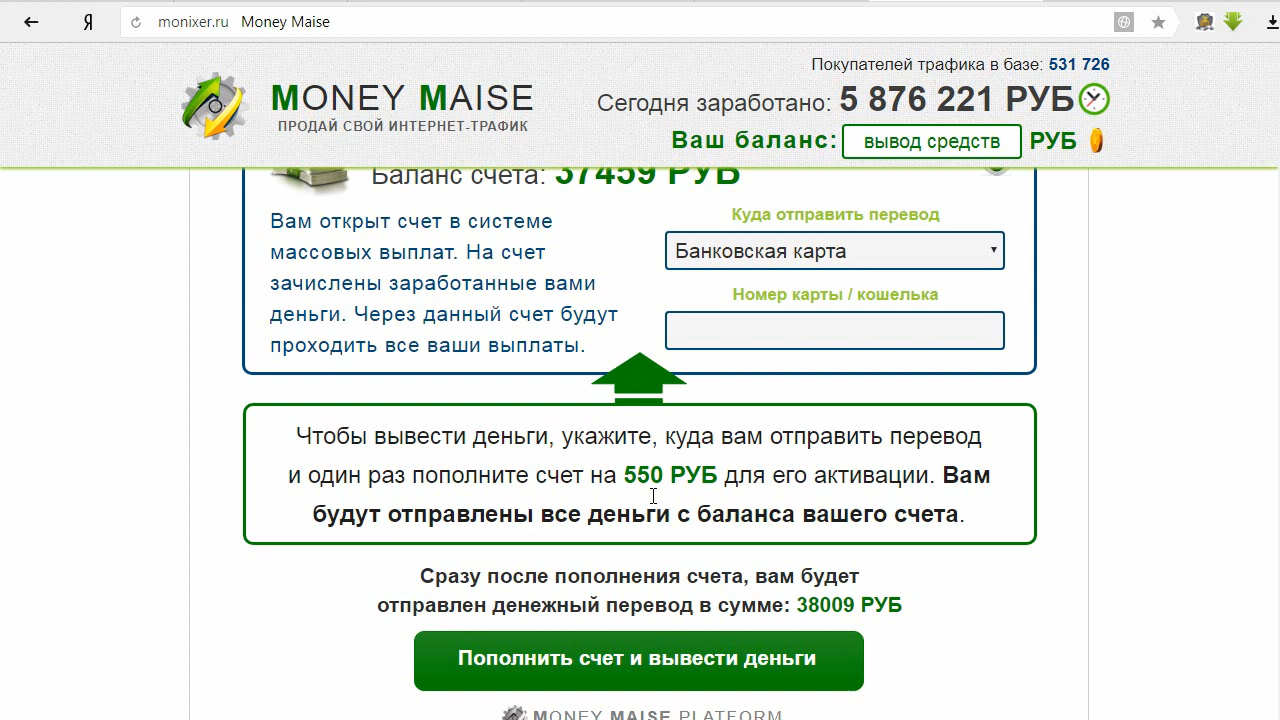 Я
monixer.ru Money Maise
Покупателей трафика в базе: 531 726
MONEY MAISE
ПРОДАЙ СВОЙ ИНТЕРНЕТ-ТРАФИК
Сегодня заработано: 5 876 221 РУБ
Ваш баланс: вывод средств РУБ
Баланс счета: 37459 РУБ
Вам открыт счет в системе
массовых выплат. На счет
зачислены заработанные вами
деньги. Через данный счет будут
проходить все ваши выплаты.
Куда отправить перевод
Банковская карта
Номер карты / кошелька
Чтобы вывести деньги, укажите, куда вам отправить перевод
и один раз пополните счет на 550 РУБ для его активации. Вам
будут отправлены все деньги с баланса вашего счета.
Сразу после пополнения счета, вам будет
отправлен денежный перевод в сумме: 38009 РУБ
Пополнить счет и вывести деньги
MONEY MAISE PLATFORM